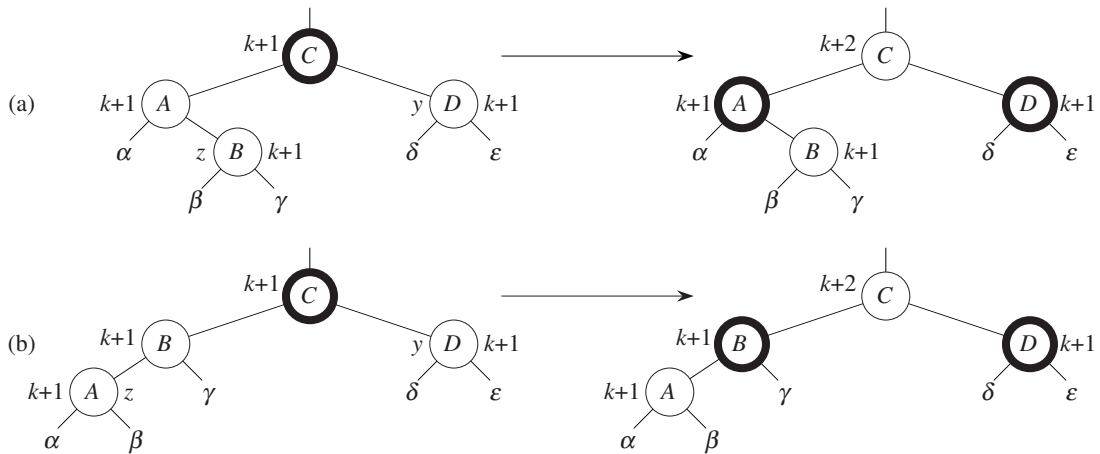 k+1 C k+2 C
(a) k+1 A y D k+1 k+1 A D k+1
α z B k+1 δ ε α B k+1 δ ε
β γ β γ
k+1 C k+2 C
(b) k+1 B y D k+1 k+1 B D k+1
k+1 A z γ δ ε k+1 A γ δ ε
α β α β